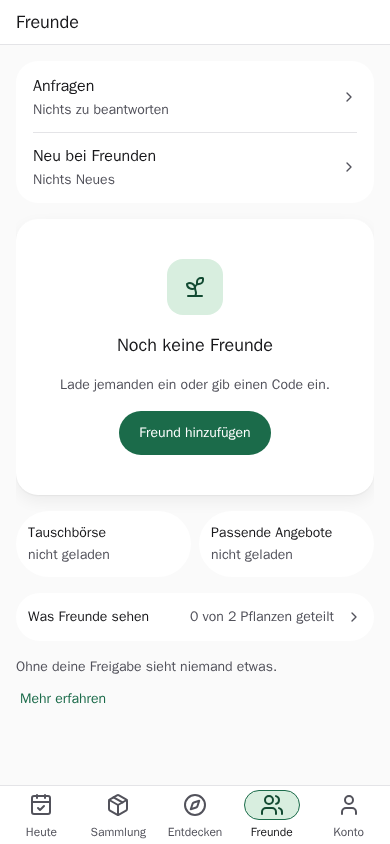 Freunde
Anfragen
Nichts zu beantworten
Neu bei Freunden
Nichts Neues
Noch keine Freunde
Lade jemanden ein oder gib einen Code ein.
Freund hinzufügen
Tauschbörse
nicht geladen
Passende Angebote
nicht geladen
Was Freunde sehen
0 von 2 Pflanzen geteilt
Ohne deine Freigabe sieht niemand etwas.
Mehr erfahren
Heute
Sammlung
Entdecken
Freunde
Konto